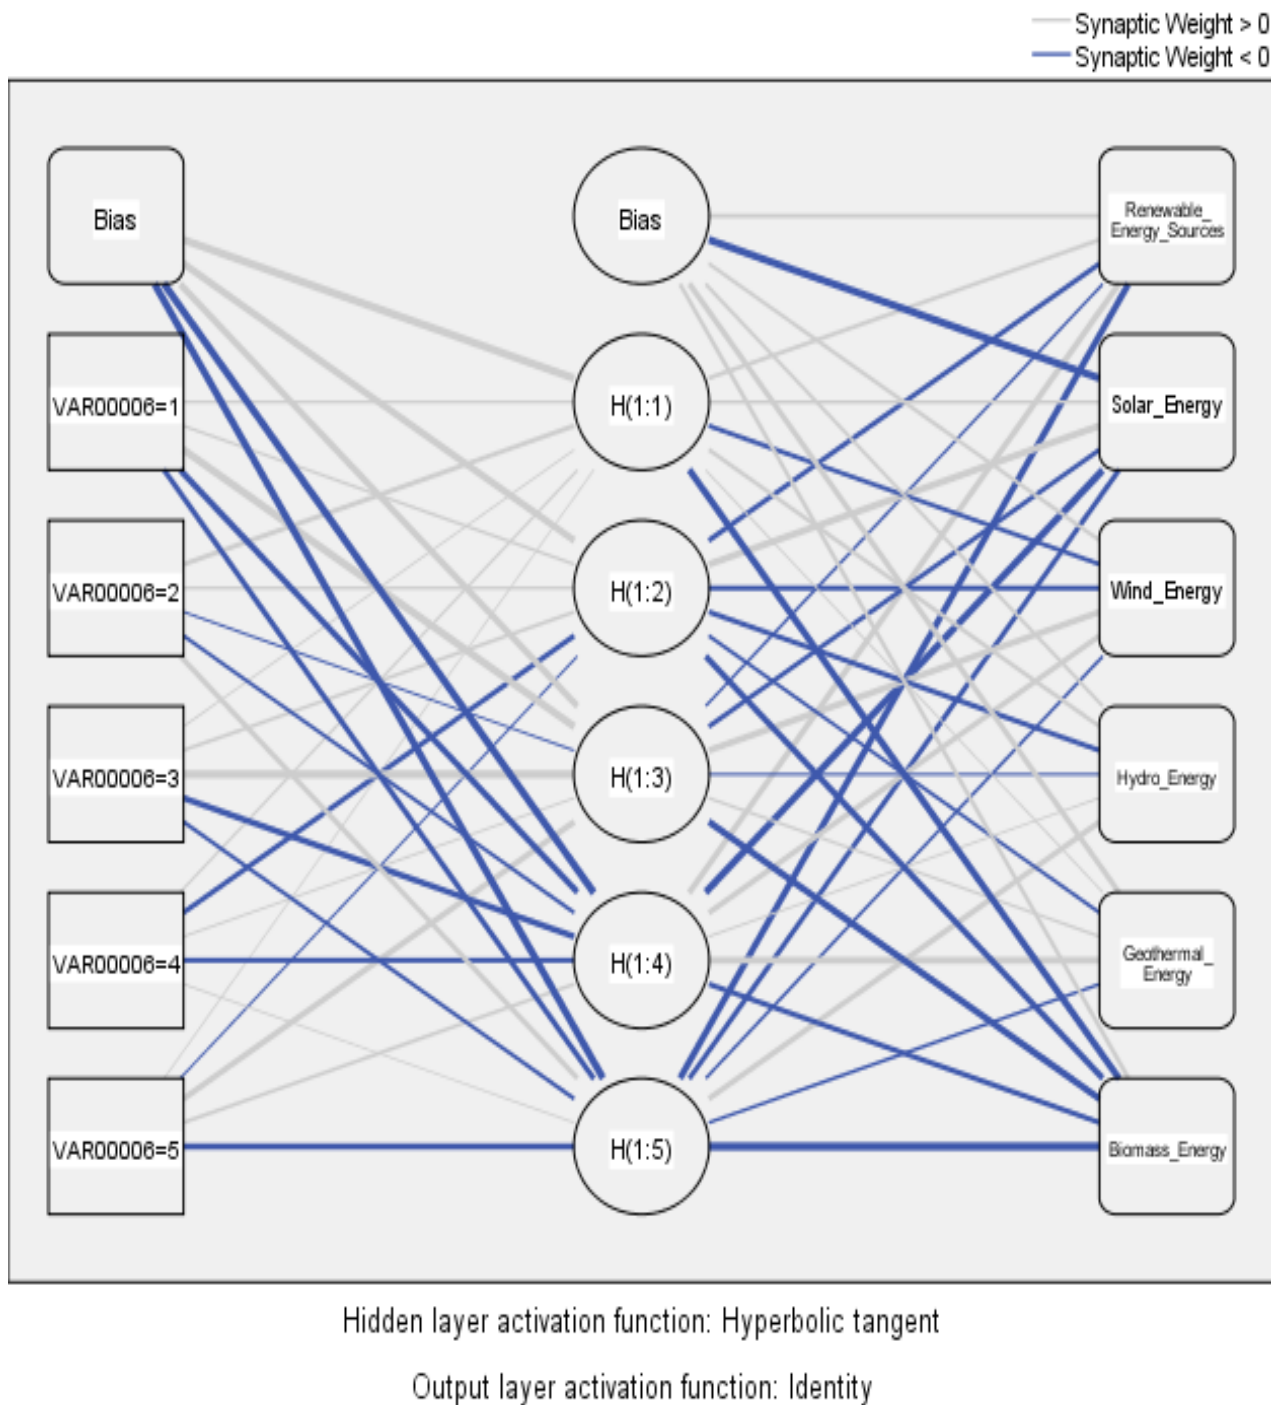 Synaptic Weight > 0
Synaptic Weight < 0
Bias
Bias
Renewable_
Energy_Sources
VAR00006=1
H(1:1)
Solar_Energy
VAR00006=2
H(1:2)
Wind_Energy
VAR00006=3
H(1:3)
Hydro_Energy
VAR00006=4
H(1:4)
Geothermal_
Energy
VAR00006=5
H(1:5)
Biomass_Energy
Hidden layer activation function: Hyperbolic tangent
Output layer activation function: Identity